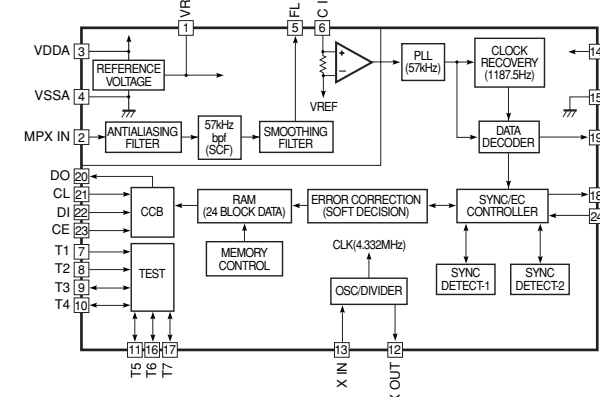 VR
FL
C I
1
5
6
VDDA 3
REFERENCE
VOLTAGE
VSSA 4
MPX IN 2
ANTIALIASING
FILTER
57kHz
bpf
(SCF)
SMOOTHING
FILTER
+
−
VREF
PLL
(57kHz)
CLOCK
RECOVERY
(1187.5Hz)
DATA
DECODER
14
15
19
18
24
DO 20
CL 21
DI 22
CE 23
CCB
RAM
(24 BLOCK DATA)
ERROR CORRECTION
(SOFT DECISION)
SYNC/EC
CONTROLLER
MEMORY
CONTROL
CLK(4.332MHz)
OSC/DIVIDER
SYNC
DETECT-1
SYNC
DETECT-2
T1 7
T2 8
T3 9
T4 10
TEST
11 16 17
T5 T6 T7
13
12
X IN
X OUT